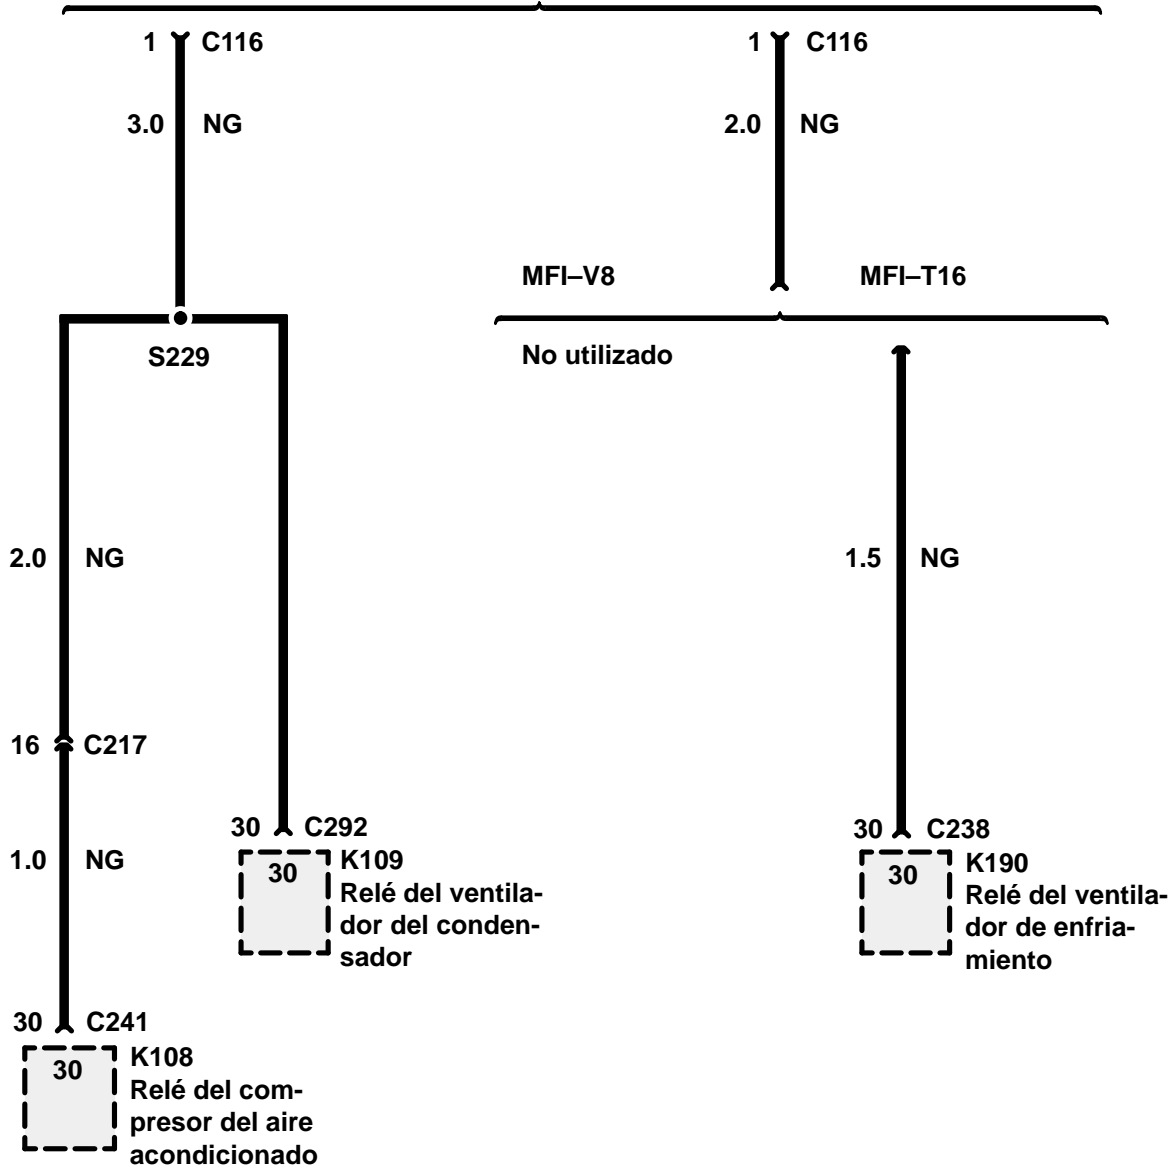 1 C116
1 C116
3.0 NG
2.0 NG
MFI–V8
MFI–T16
S229
No utilizado
2.0 NG
1.5 NG
16 C217
30 C292
30
K109
Relé del ventila-
dor del conden-
sador
30 C238
30
K190
Relé del ventila-
dor de enfria-
miento
1.0 NG
30 C241
30
K108
Relé del com-
presor del aire
acondicionado